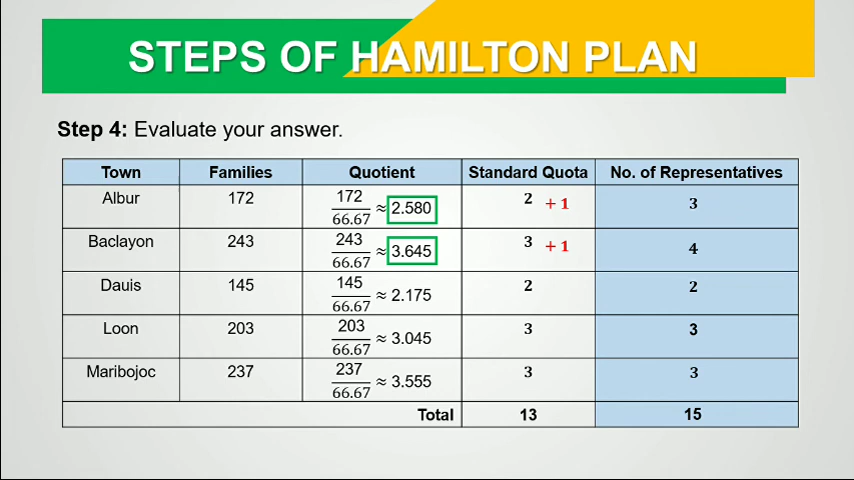 STEPS OF HAMILTON PLAN
Step 4: Evaluate your answer.
Town Families Quotient Standard Quota No. of Representatives
Albur 172 172/66.67 ≈ 2.580 2 + 1 3
Baclayon 243 243/66.67 ≈ 3.645 3 + 1 4
Dauis 145 145/66.67 ≈ 2.175 2 2
Loon 203 203/66.67 ≈ 3.045 3 3
Maribojoc 237 237/66.67 ≈ 3.555 3 3
Total 13 15